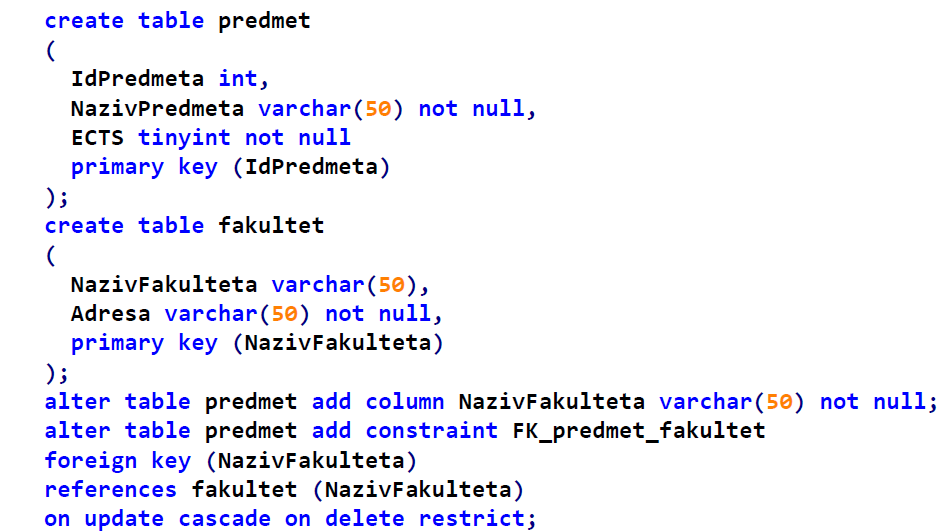 create table predmet
(
IdPredmeta int,
NazivPredmeta varchar(50) not null,
ECTS tinyint not null
primary key (IdPredmeta)
);
create table fakultet
(
NazivFakulteta varchar(50),
Adresa varchar(50) not null,
primary key (NazivFakulteta)
);
alter table predmet add column NazivFakulteta varchar(50) not null;
alter table predmet add constraint FK_predmet_fakultet
foreign key (NazivFakulteta)
references fakultet (NazivFakulteta)
on update cascade on delete restrict;